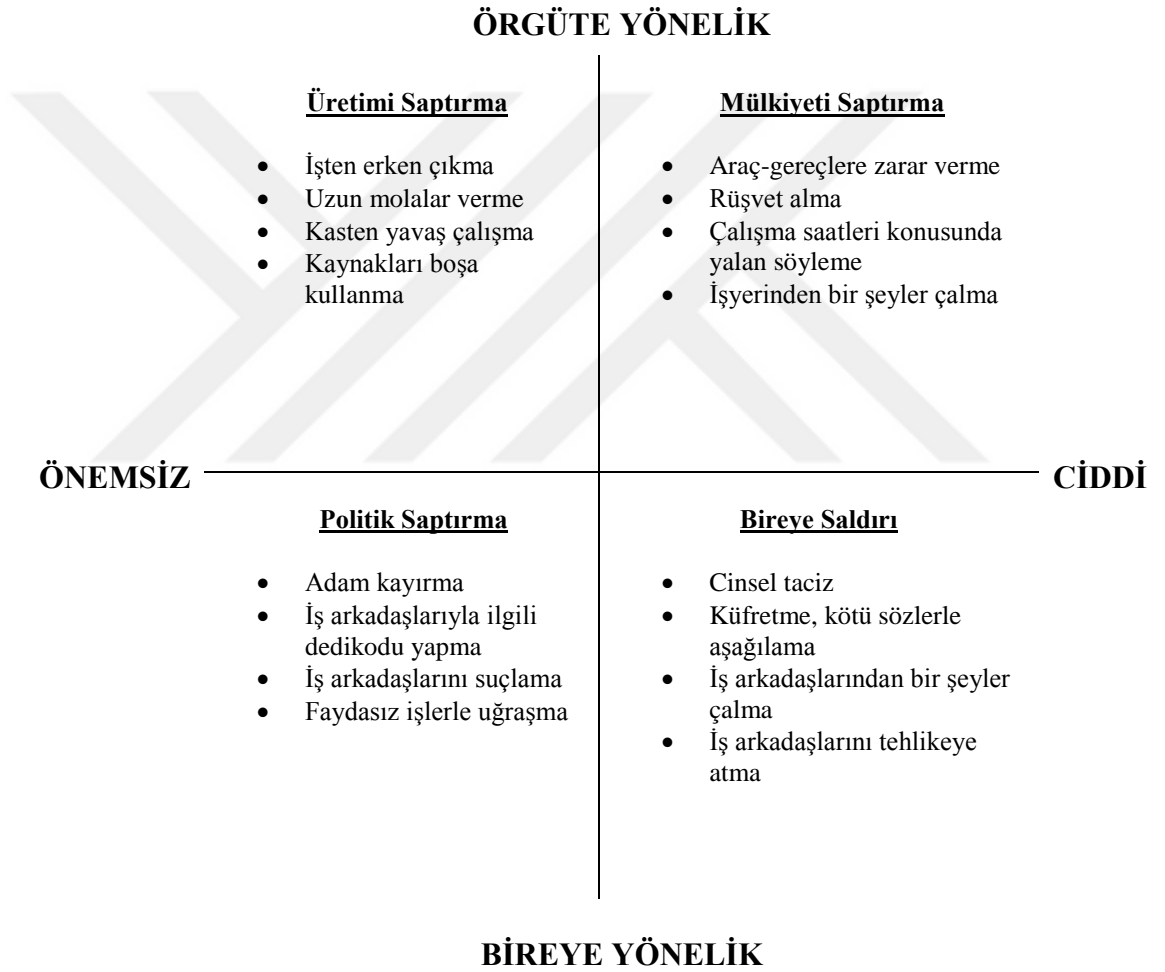 ÖRGÜTE YÖNELİK
Üretimi Saptırma
• İşten erken çıkma
• Uzun molalar verme
• Kasten yavaş çalışma
• Kaynakları boşa
kullanma
Mülkiyeti Saptırma
• Araç-gereçlere zarar verme
• Rüşvet alma
• Çalışma saatleri konusunda
yalan söyleme
• İşyerinden bir şeyler çalma
ÖNEMSİZ
CİDDİ
Politik Saptırma
• Adam kayırma
• İş arkadaşlarıyla ilgili
dedikodu yapma
• İş arkadaşlarını suçlama
• Faydasız işlerle uğraşma
Bireye Saldırı
• Cinsel taciz
• Küfretme, kötü sözlerle
aşağılama
• İş arkadaşlarından bir şeyler
çalma
• İş arkadaşlarını tehlikeye
atma
BİREYE YÖNELİK